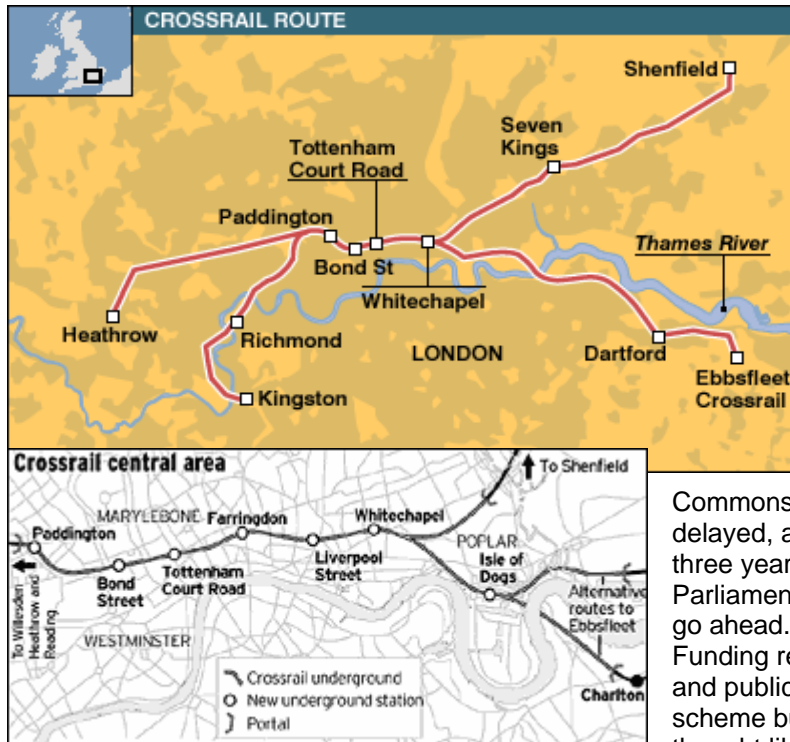 CROSSRAIL ROUTE
Shenfield
Seven
Kings
Tottenham
Court Road
Paddington
Bond St
Thames River
Whitechapel
Heathrow
Richmond
LONDON
Dartford
Kingston
Ebbsfleet
Crossrail
Crossrail central area
To Shenfield
MARYLEBONE
Farringdon
Whitechapel
Paddington
POPLAR
Liverpool
Street
Isle of
Dogs
Bond
Street
Tottenham
Court Road
Alternative
routes to
Ebbsfleet
To Willesden
Heathrow and
Reading
WESTMINSTER
Crossrail underground
New underground station
Portal
Charlton
Commons
delayed, a
three year
Parliamen
go ahead.
Funding re
and public
scheme bu